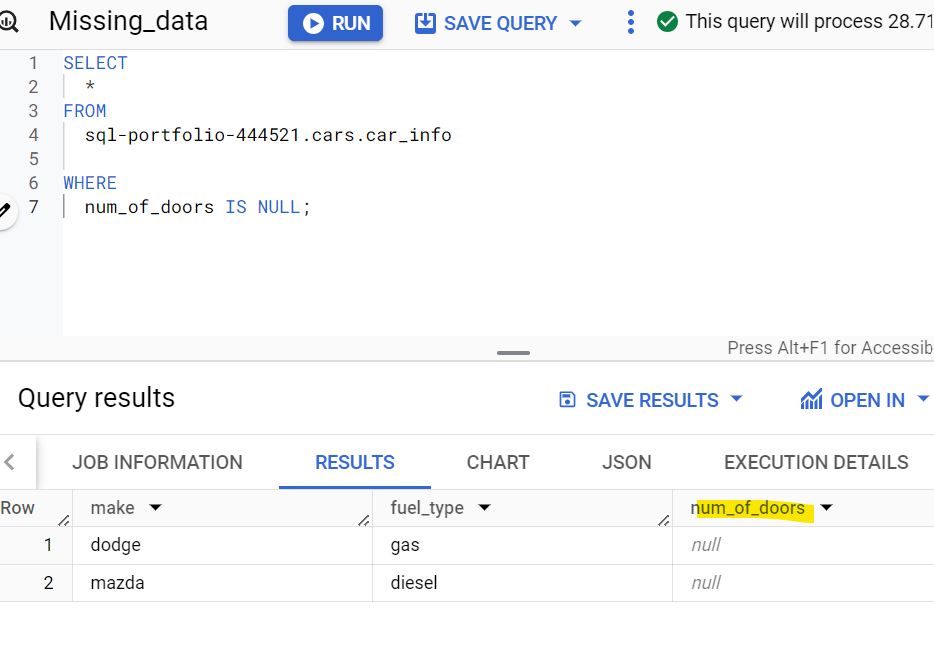 Missing_data RUN SAVE QUERY This query will process 28.71
1 SELECT
2 *
3 FROM
4 sql-portfolio-444521.cars.car_info
5
6 WHERE
7 num_of_doors IS NULL;
Press Alt+F1 for Accessib
Query results SAVE RESULTS OPEN IN
JOB INFORMATION RESULTS CHART JSON EXECUTION DETAILS
Row make fuel_type num_of_doors
1 dodge gas null
2 mazda diesel null